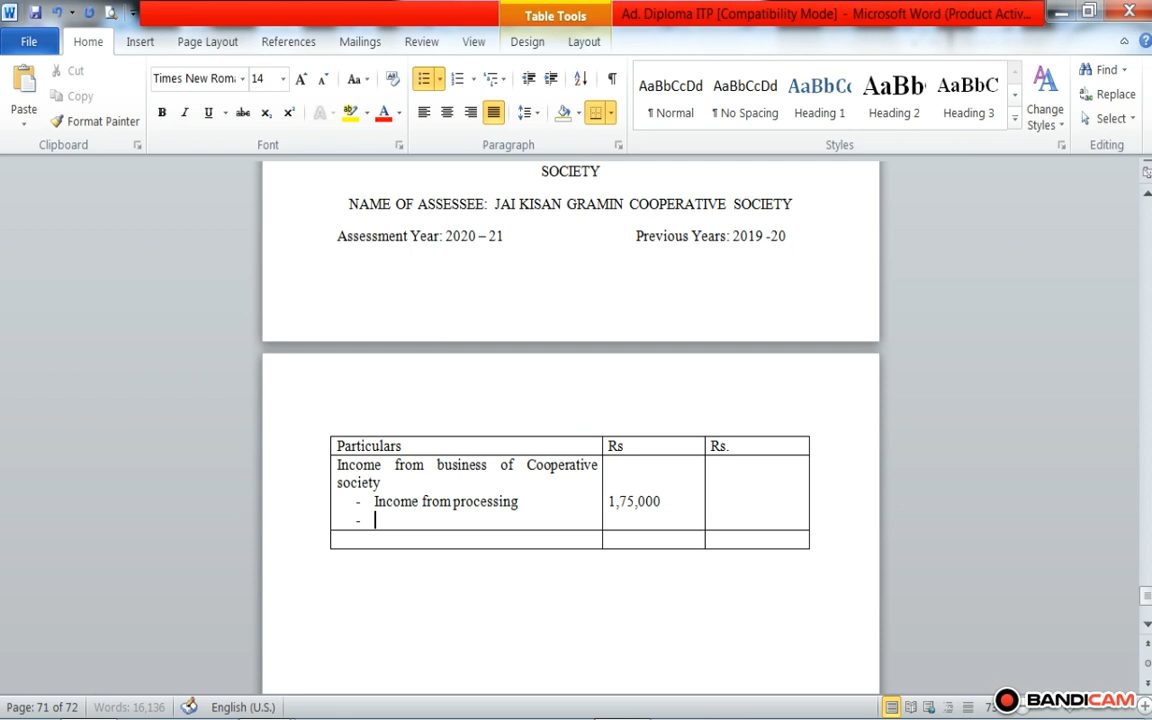 Table Tools
Ad. Diploma ITP [Compatibility Mode] - Microsoft Word (Product Activ...
File Home Insert Page Layout References Mailings Review View Design Layout
Paste
Cut
Copy
Format Painter
Clipboard
Times New Rom 14
Font
Paragraph
AaBbCcDd AaBbCcDd AaBbCc AaBb AaBbC
¶ Normal ¶ No Spacing Heading 1 Heading 2 Heading 3
Styles
Change
Styles
Find
Replace
Select
Editing
SOCIETY
NAME OF ASSESSEE: JAI KISAN GRAMIN COOPERATIVE SOCIETY
Assessment Year: 2020 – 21 Previous Years: 2019 -20
Particulars Rs Rs.
Income from business of Cooperative
society
- Income from processing 1,75,000
-
Page: 71 of 72 Words: 16,136 English (U.S.)
BANDICAM